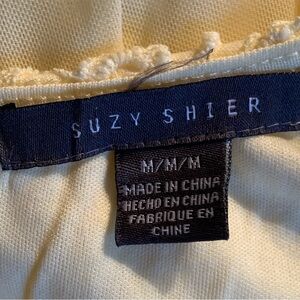 SUZY SHIER
M/M/M
MADE IN CHINA
HECHO EN CHINA
FABRIQUE EN
CHINE